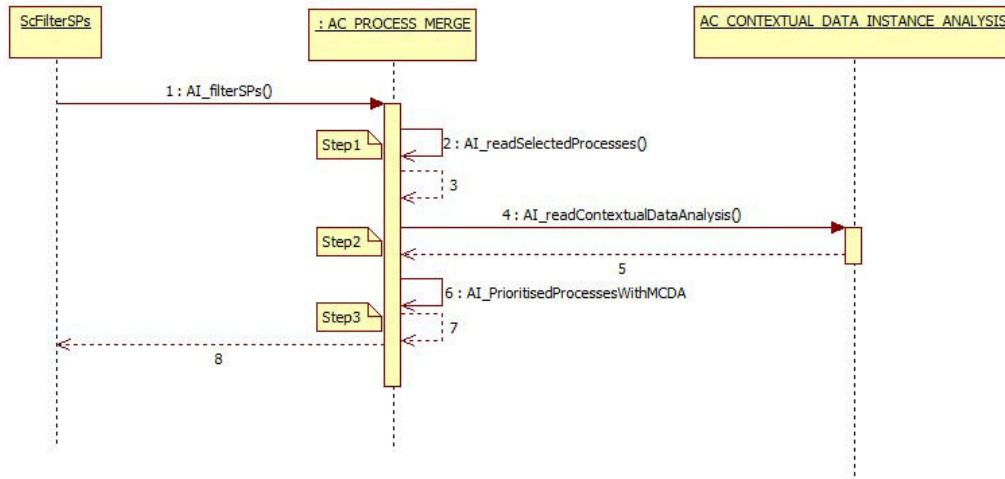 ScFilterSPs
: AC_PROCESS_MERGE
AC_CONTEXTUAL_DATA_INSTANCE_ANALYSIS
1 : AI_filterSPs()
Step1
2 : AI_readSelectedProcesses()
3
4 : AI_readContextualDataAnalysis()
Step2
5
6 : AI_PrioritisedProcessesWithMCDA
Step3
7
8